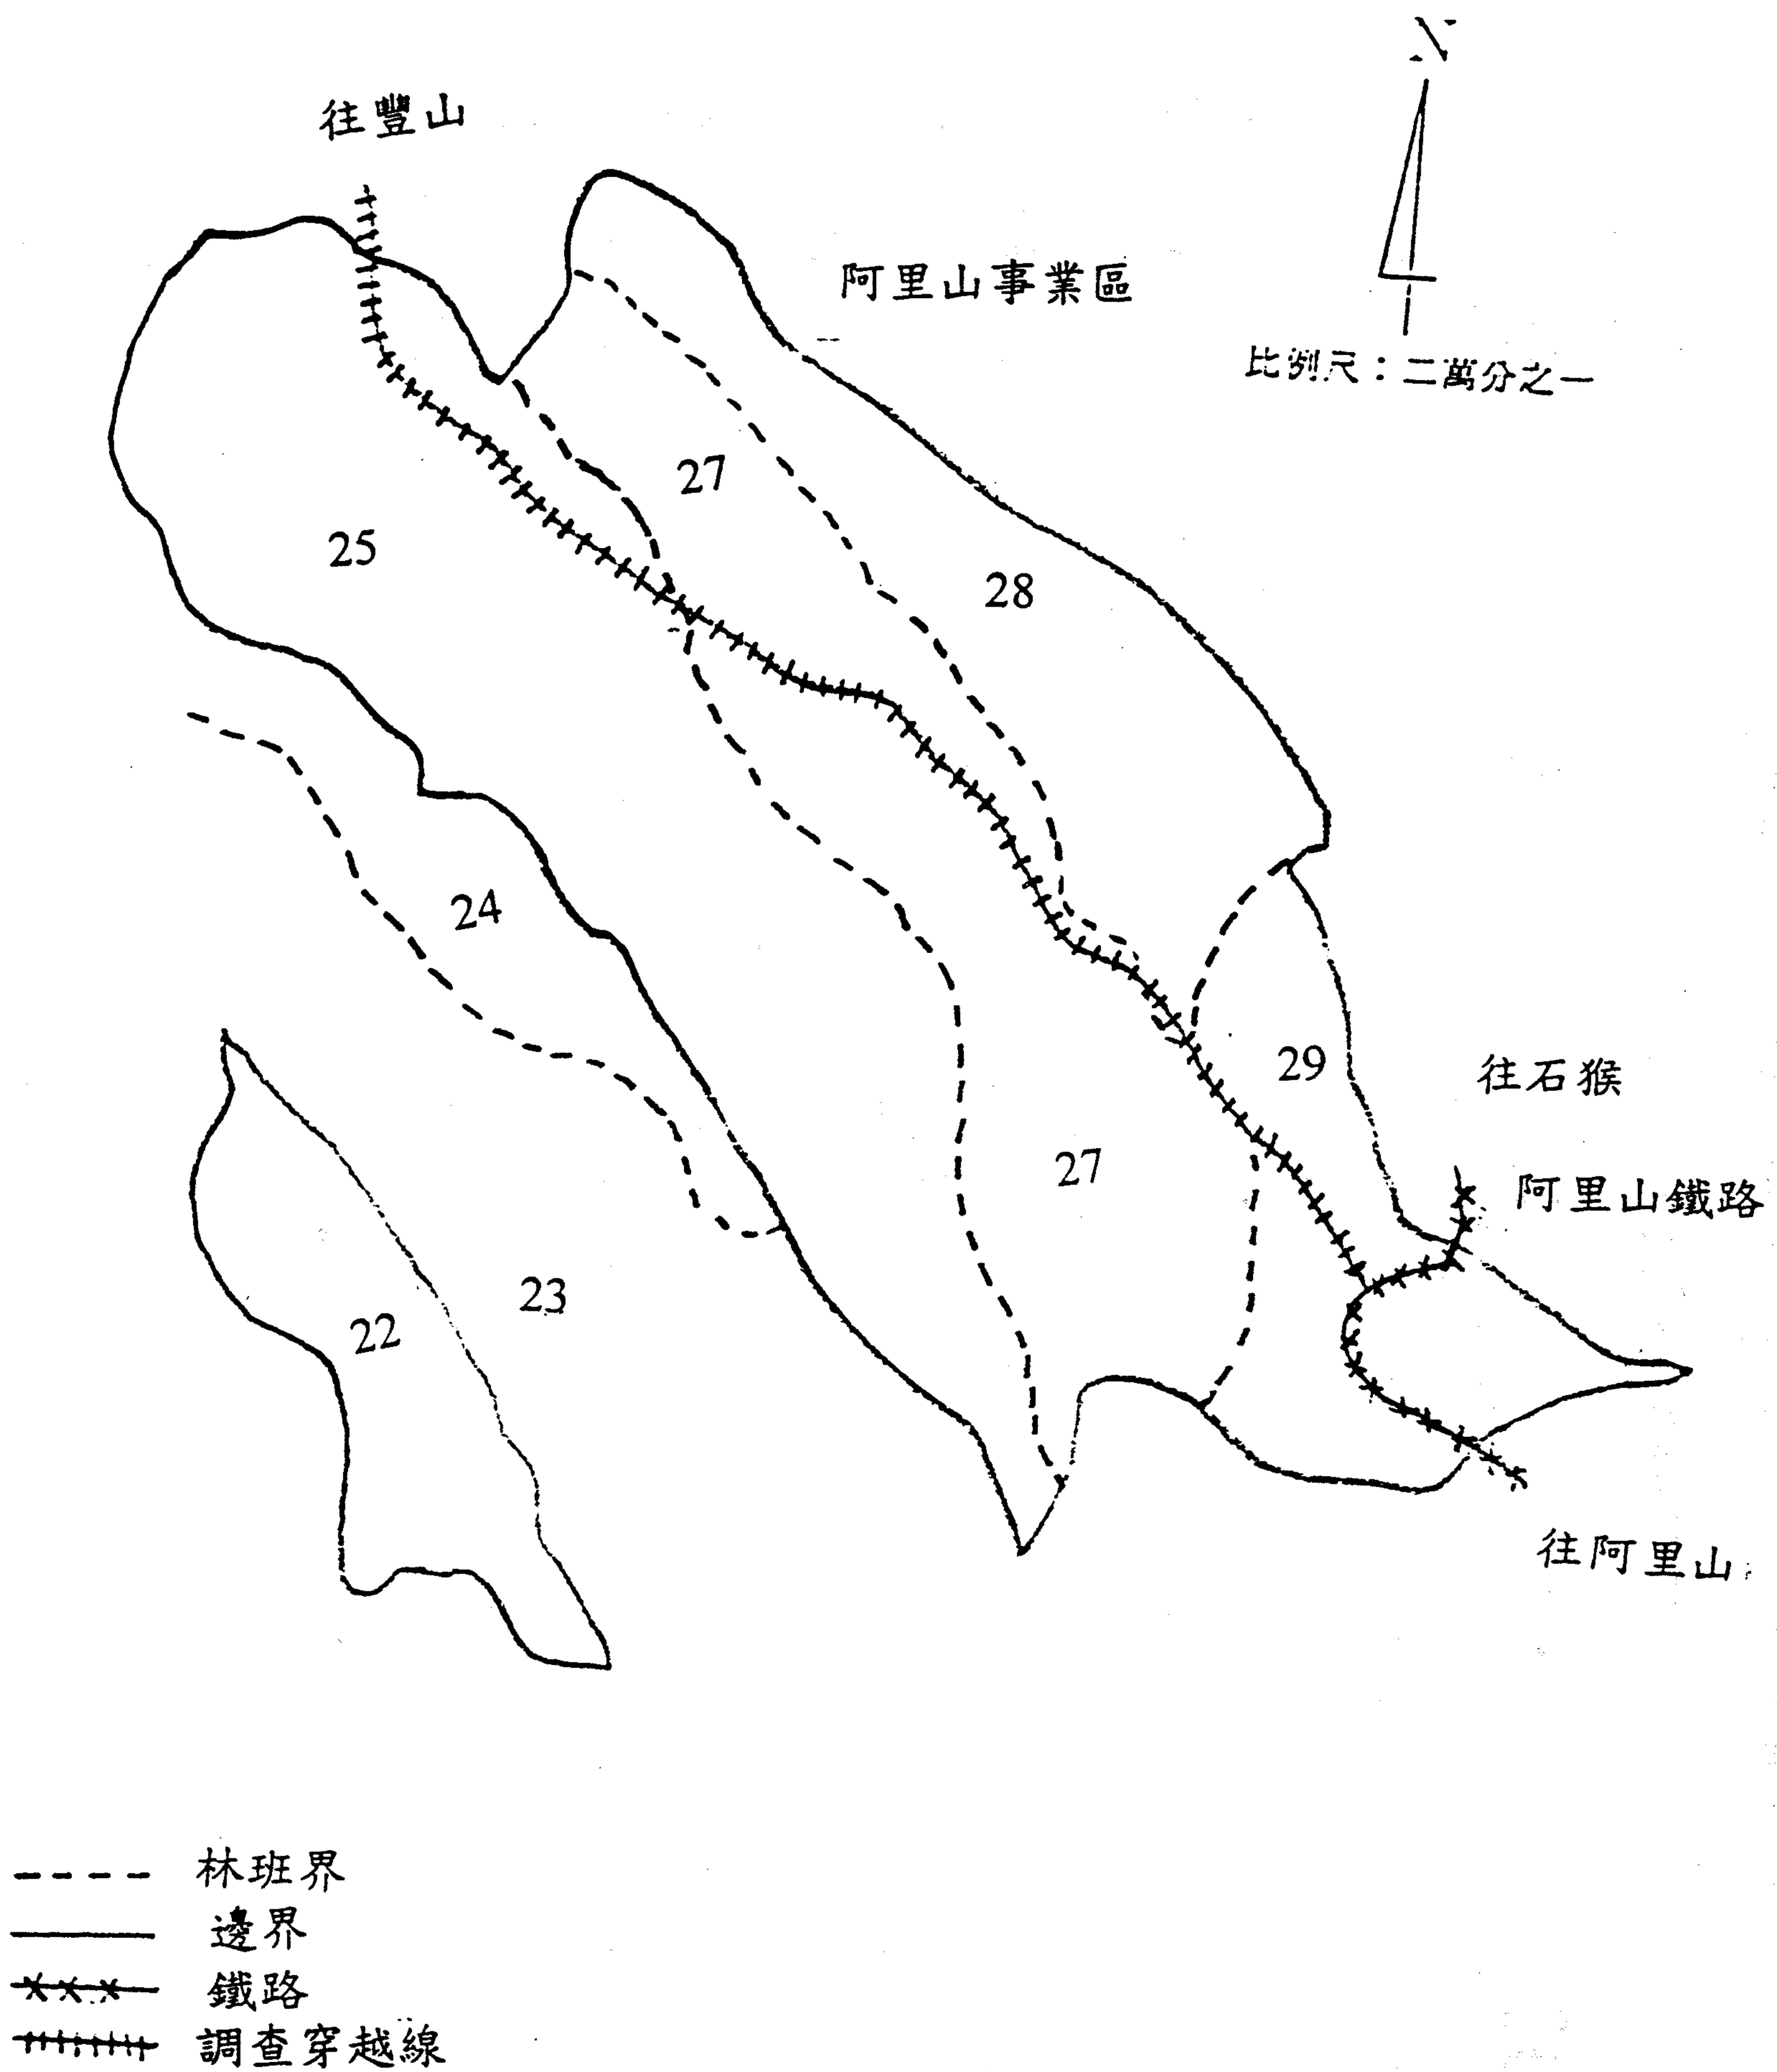 N
往豐山
阿里山事業區
比例尺：二萬分之一
27
25
28
24
29
往石猴
27
阿里山鐵路
23
22
往阿里山
林班界
邊界
鐵路
調查穿越線